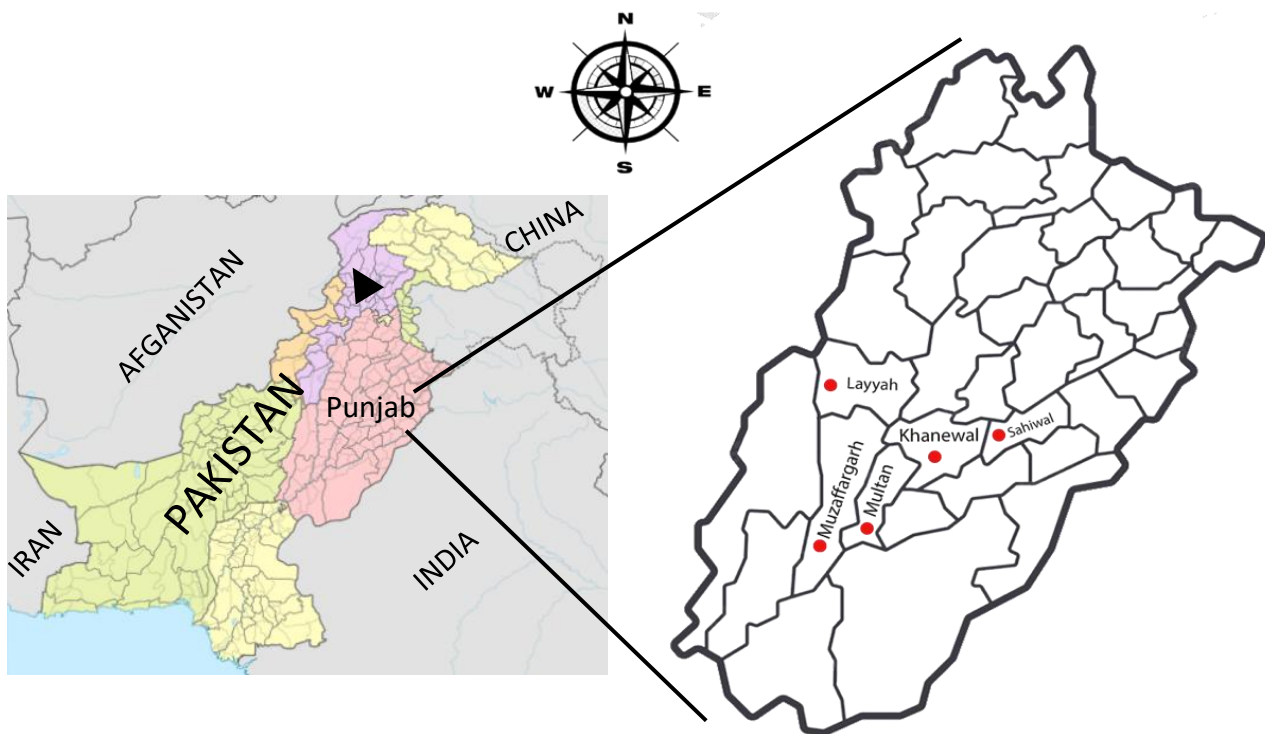 N
W
E
S
CHINA
AFGANISTAN
PAKISTAN
Punjab
IRAN
INDIA
Layyah
Khanewal
Sahiwal
Muzaffargarh
Multan